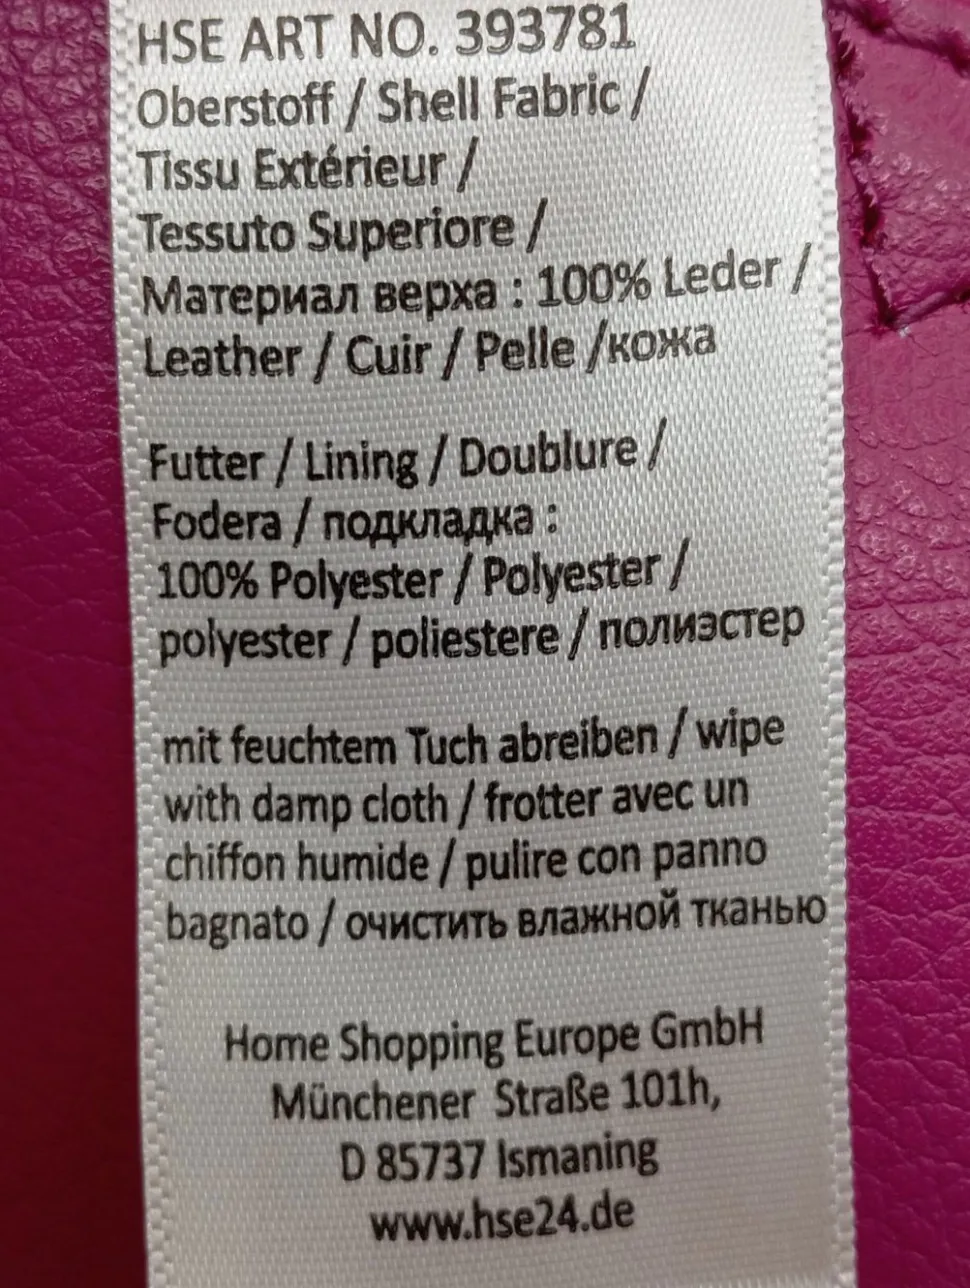 HSE ART NO. 393781
Oberstoff / Shell Fabric /
Tissu Extérieur /
Tessuto Superiore /
Материал верха : 100% Leder /
Leather / Cuir / Pelle /кожа
Futter / Lining / Doublure /
Fodera / подкладка :
100% Polyester / Polyester /
polyester / poliestere / полиэстер
mit feuchtem Tuch abreiben / wipe
with damp cloth / frotter avec un
chiffon humide / pulire con panno
bagnato / очистить влажной тканью
Home Shopping Europe GmbH
Münchener Straße 101h,
D 85737 Ismaning
www.hse24.de